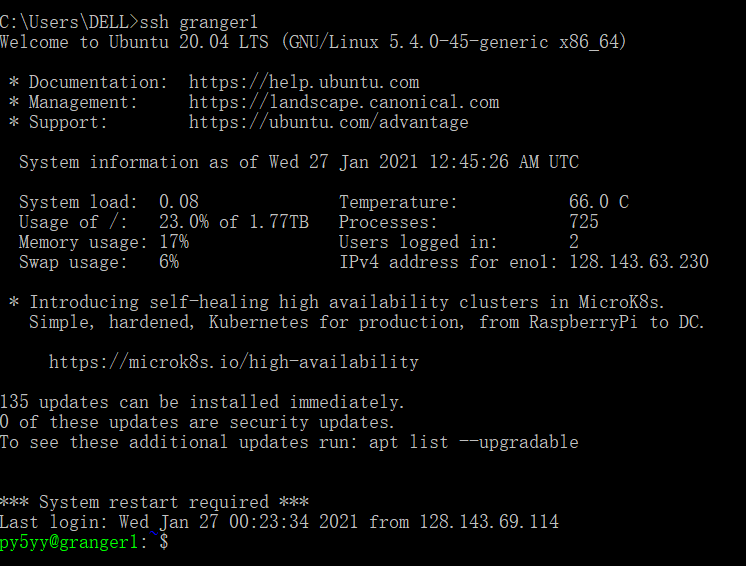 C:\Users\DELL>ssh granger1
Welcome to Ubuntu 20.04 LTS (GNU/Linux 5.4.0-45-generic x86_64)
* Documentation: https://help.ubuntu.com
* Management: https://landscape.canonical.com
* Support: https://ubuntu.com/advantage
System information as of Wed 27 Jan 2021 12:45:26 AM UTC
System load: 0.08 Temperature: 66.0 C
Usage of /: 23.0% of 1.77TB Processes: 725
Memory usage: 17% Users logged in: 2
Swap usage: 6% IPv4 address for eno1: 128.143.63.230
* Introducing self-healing high availability clusters in MicroK8s.
Simple, hardened, Kubernetes for production, from RaspberryPi to DC.
https://microk8s.io/high-availability
135 updates can be installed immediately.
0 of these updates are security updates.
To see these additional updates run: apt list --upgradable
*** System restart required ***
Last login: Wed Jan 27 00:23:34 2021 from 128.143.69.114
py5yy@granger1:~$